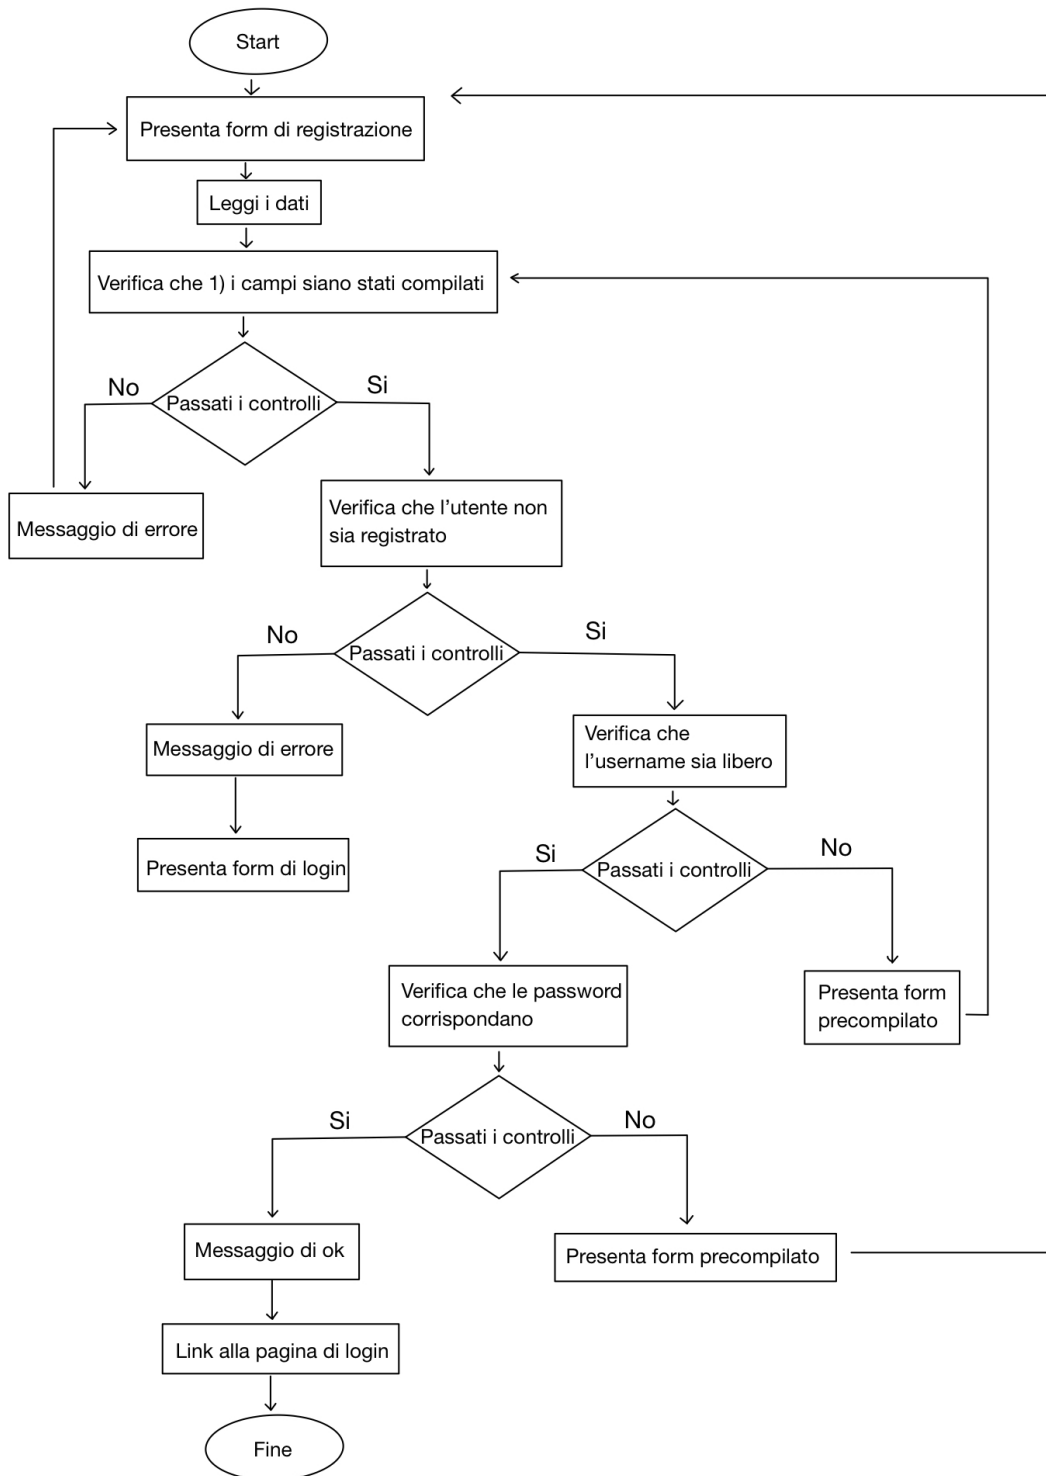 Start
Presenta form di registrazione
Leggi i dati
Verifica che 1) i campi siano stati compilati
No
Si
Passati i controlli
Messaggio di errore
Verifica che l'utente non
sia registrato
No
Si
Passati i controlli
Messaggio di errore
Verifica che
l'username sia libero
Presenta form di login
Si
No
Passati i controlli
Verifica che le password
corrispondano
Presenta form
precompilato
Si
No
Passati i controlli
Messaggio di ok
Presenta form precompilato
Link alla pagina di login
Fine